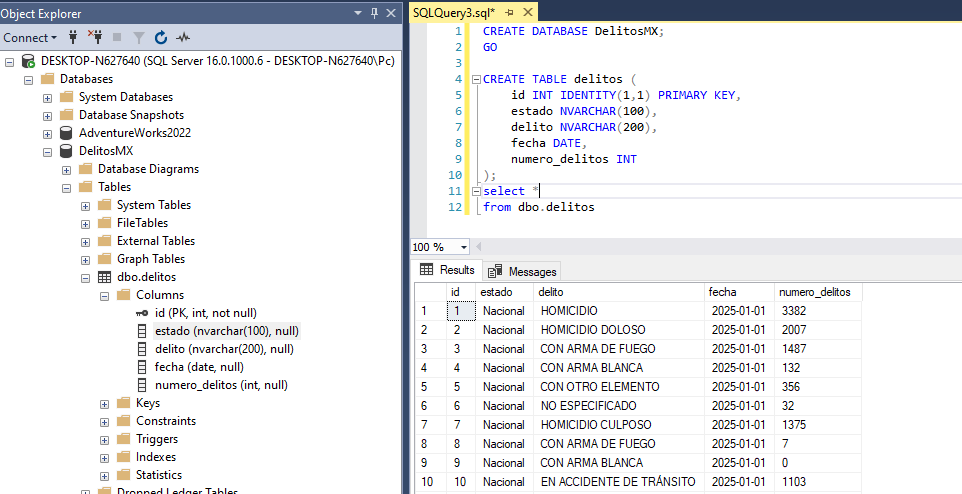 Object Explorer
Connect
DESKTOP-N627640 (SQL Server 16.0.1000.6 - DESKTOP-N627640\Pc)
Databases
System Databases
Database Snapshots
AdventureWorks2022
DelitosMX
Database Diagrams
Tables
System Tables
FileTables
External Tables
Graph Tables
dbo.delitos
Columns
id (PK, int, not null)
estado (nvarchar(100), null)
delito (nvarchar(200), null)
fecha (date, null)
numero_delitos (int, null)
Keys
Constraints
Triggers
Indexes
Statistics
Dropped Ledger Tables
SQLQuery3.sql*
1 CREATE DATABASE DelitosMX;
2 GO
3
4 CREATE TABLE delitos (
5 id INT IDENTITY(1,1) PRIMARY KEY,
6 estado NVARCHAR(100),
7 delito NVARCHAR(200),
8 fecha DATE,
9 numero_delitos INT
10 );
11 select *
12 from dbo.delitos
100 %
Results Messages
id estado delito fecha numero_delitos
1 1 Nacional HOMICIDIO 2025-01-01 3382
2 2 Nacional HOMICIDIO DOLOSO 2025-01-01 2007
3 3 Nacional CON ARMA DE FUEGO 2025-01-01 1487
4 4 Nacional CON ARMA BLANCA 2025-01-01 132
5 5 Nacional CON OTRO ELEMENTO 2025-01-01 356
6 6 Nacional NO ESPECIFICADO 2025-01-01 32
7 7 Nacional HOMICIDIO CULPOSO 2025-01-01 1375
8 8 Nacional CON ARMA DE FUEGO 2025-01-01 7
9 9 Nacional CON ARMA BLANCA 2025-01-01 0
10 10 Nacional EN ACCIDENTE DE TRÁNSITO 2025-01-01 1103